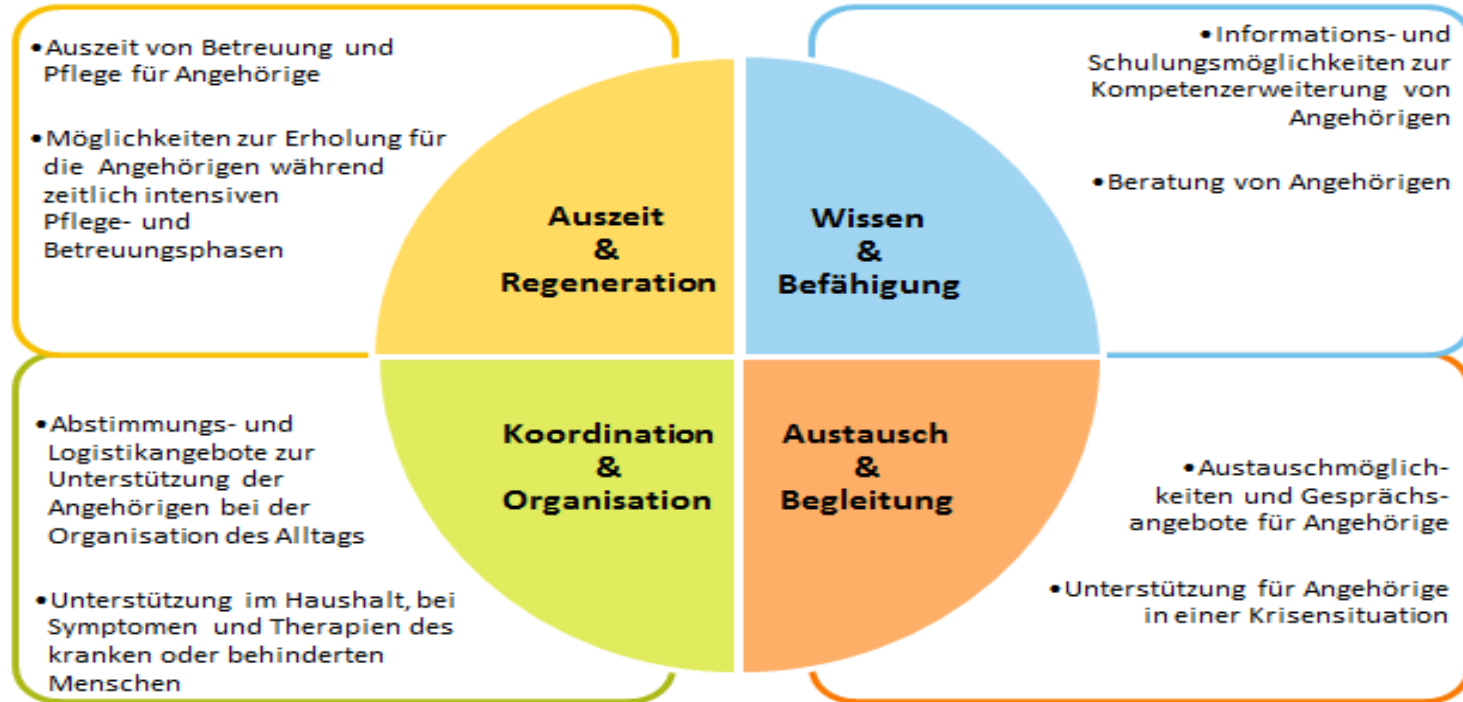 •Auszeit von Betreuung und
Pflege für Angehörige
•Möglichkeiten zur Erholung für
die Angehörigen während
zeitlich intensiven
Pflege- und
Betreuungsphasen
Auszeit
&
Regeneration
Wissen
&
Befähigung
•Informations- und
Schulungsmöglichkeiten zur
Kompetenzerweiterung von
Angehörigen
•Beratung von Angehörigen
•Abstimmungs- und
Logistikangebote zur
Unterstützung der
Angehörigen bei der
Organisation des Alltags
•Unterstützung im Haushalt, bei
Symptomen und Therapien des
kranken oder behinderten
Menschen
Koordination
&
Organisation
Austausch
&
Begleitung
•Austauschmöglich-
keiten und Gesprächs-
angebote für Angehörige
•Unterstützung für Angehörige
in einer Krisensituation